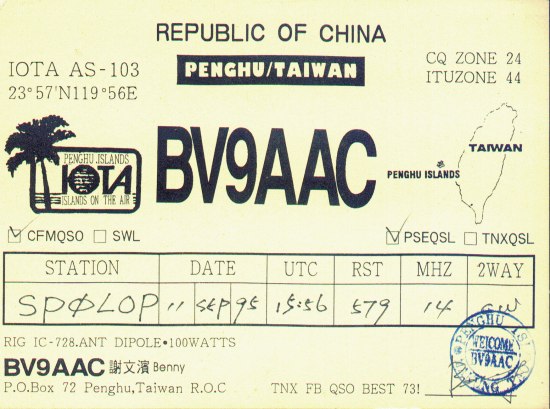 REPUBLIC OF CHINA
IOTA AS-103
23°57'N119°56E
PENGHU/TAIWAN
CQ ZONE 24
ITUZONE 44
BV9AAC
TAIWAN
PENGHU ISLANDS
PENGHU ISLANDS
IOTA
ISLANDS ON THE AIR
CFMQSO SWL PSEQSL TNXQSL
STATION DATE UTC RST MHZ 2WAY
SPØLOP 11 SEP 95 15:56 579 14 CW
RIG IC-728.ANT DIPOLE•100WATTS
BV9AAC 謝文濱 Benny
P.O.Box 72 Penghu,Taiwan R.O.C TNX FB QSO BEST 73!
PENGHU
WELCOME
BV9AAC